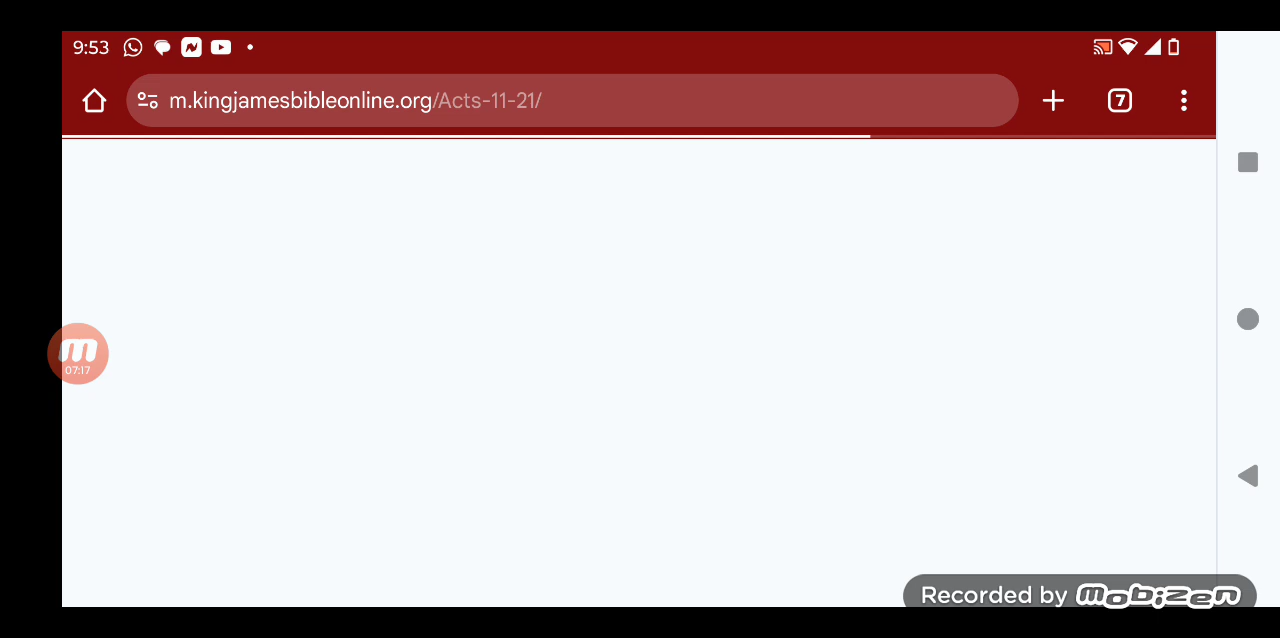 9:53
m.kingjamesbibleonline.org/Acts-11-21/
7
m
07:17
Recorded by mobizen